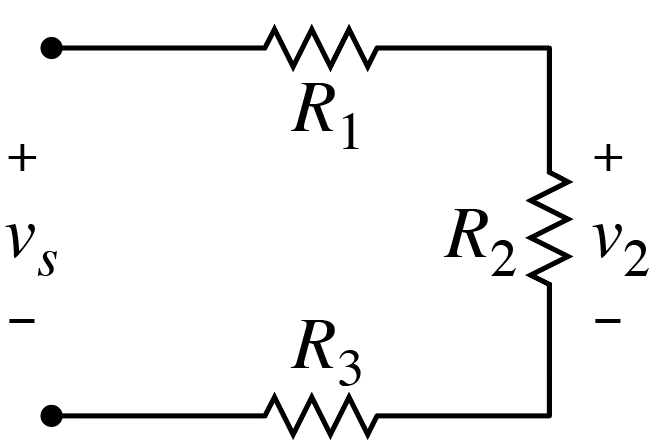 R1
+
vs
−
R2
+
v2
−
R3